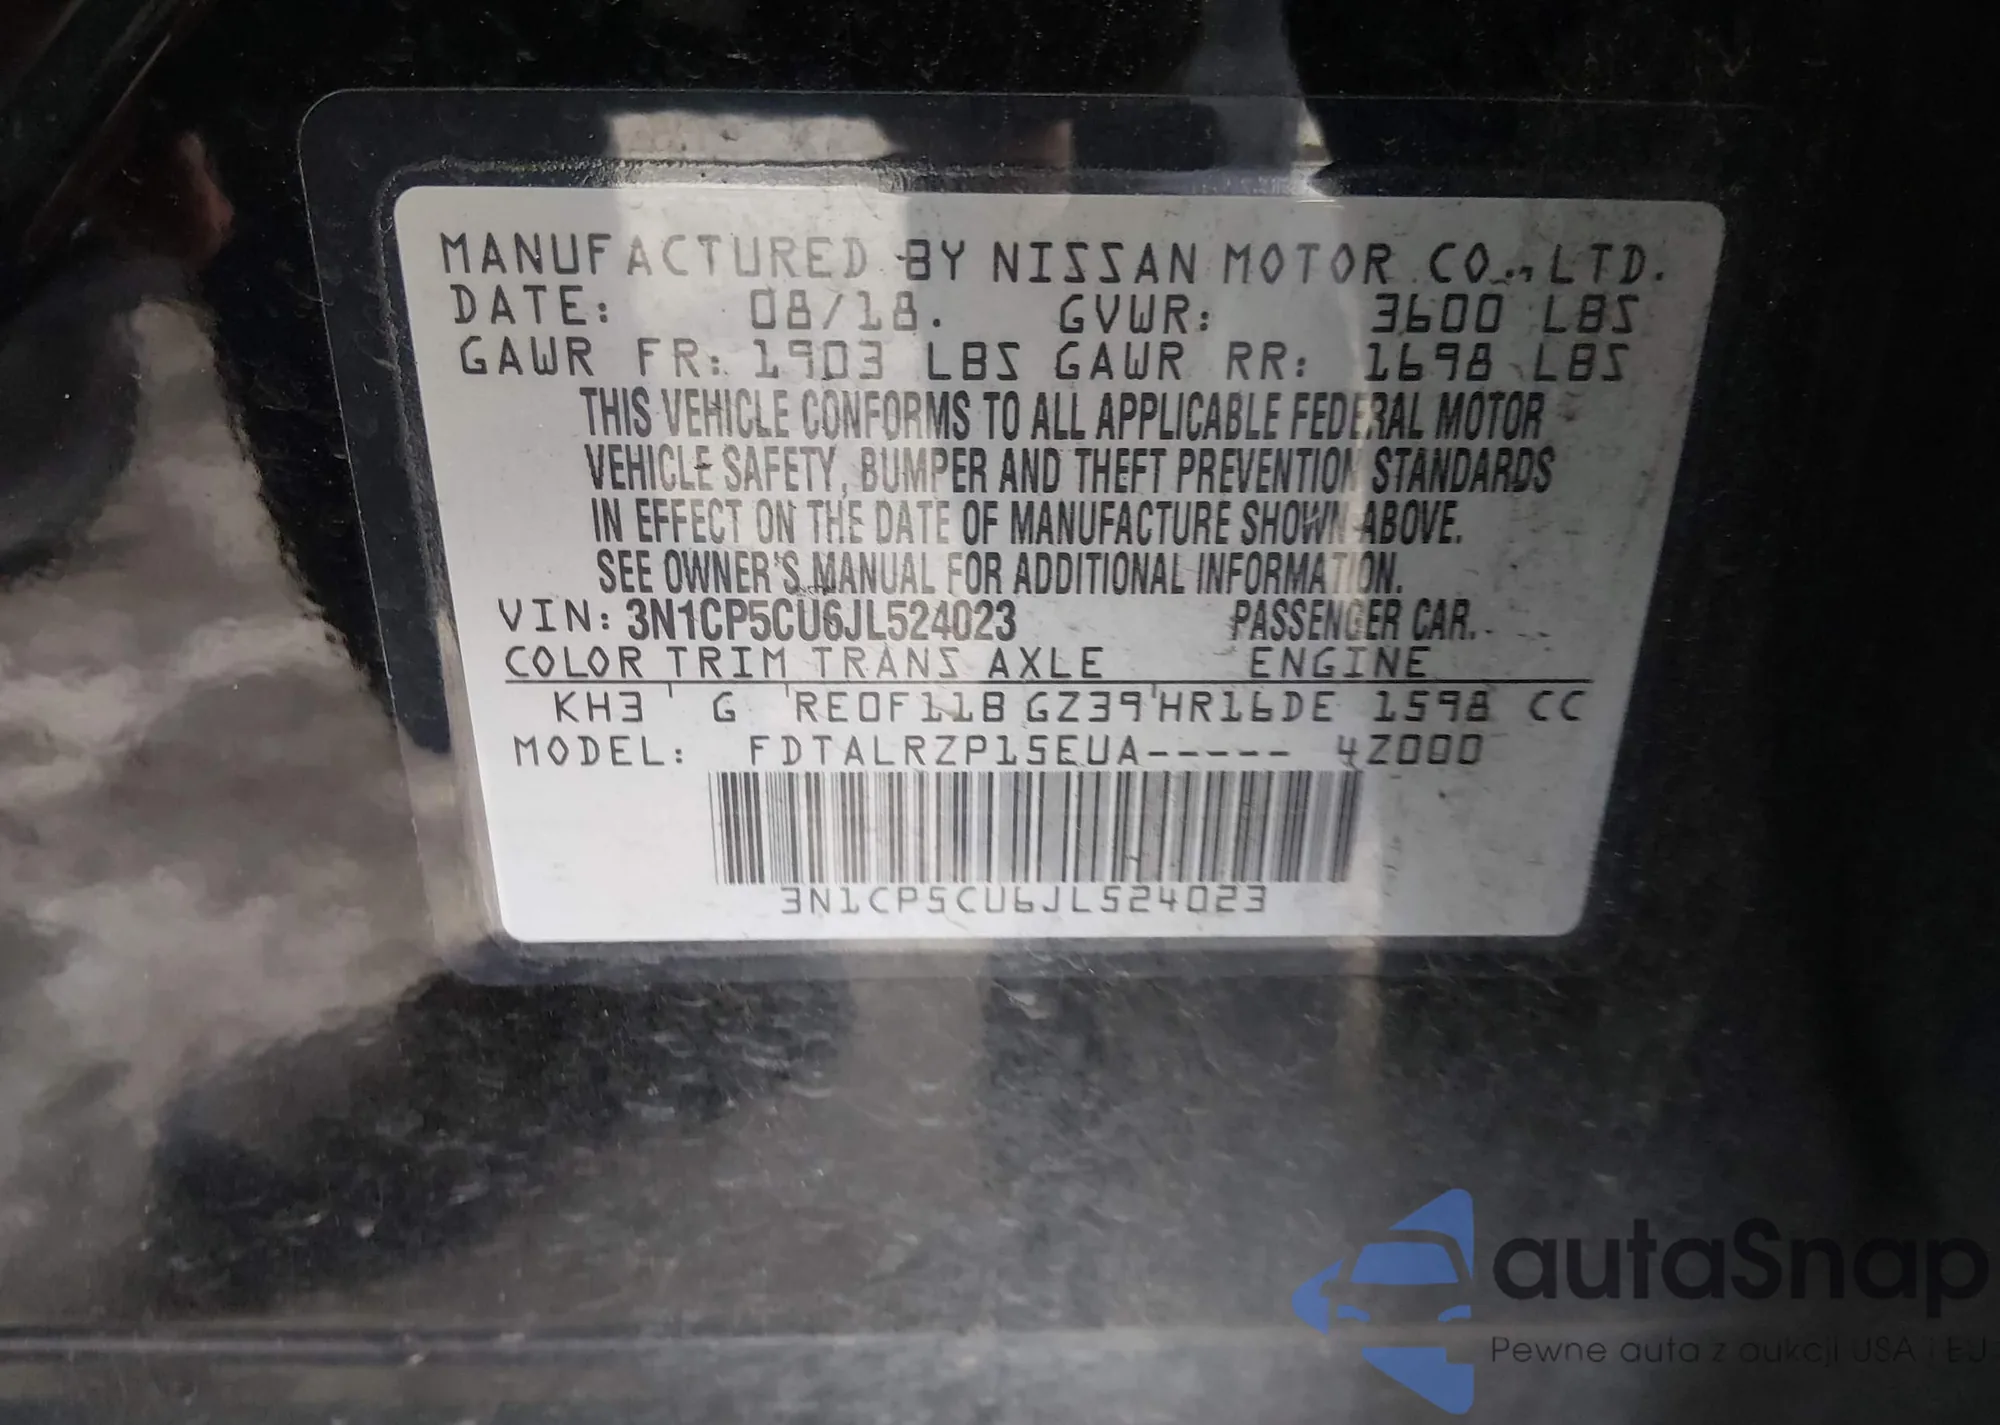 MANUFACTURED BY NISSAN MOTOR CO., LTD.
DATE: 08/18. GVWR: 3600 LBS
GAWR FR: 1903 LBS GAWR RR: 1698 LBS
THIS VEHICLE CONFORMS TO ALL APPLICABLE FEDERAL MOTOR
VEHICLE SAFETY, BUMPER AND THEFT PREVENTION STANDARDS
IN EFFECT ON THE DATE OF MANUFACTURE SHOWN ABOVE.
SEE OWNER'S MANUAL FOR ADDITIONAL INFORMATION.
VIN: 3N1CP5CU6JL524023 PASSENGER CAR.
COLOR TRIM TRANS AXLE ENGINE
KH3 G RE0F11B GZ39 HR16DE 1598 CC
MODEL: FDTALRZP15EUA----- 4Z000
3N1CP5CU6JL524023
autaSnap
Pewne auta z aukcji USA i EU